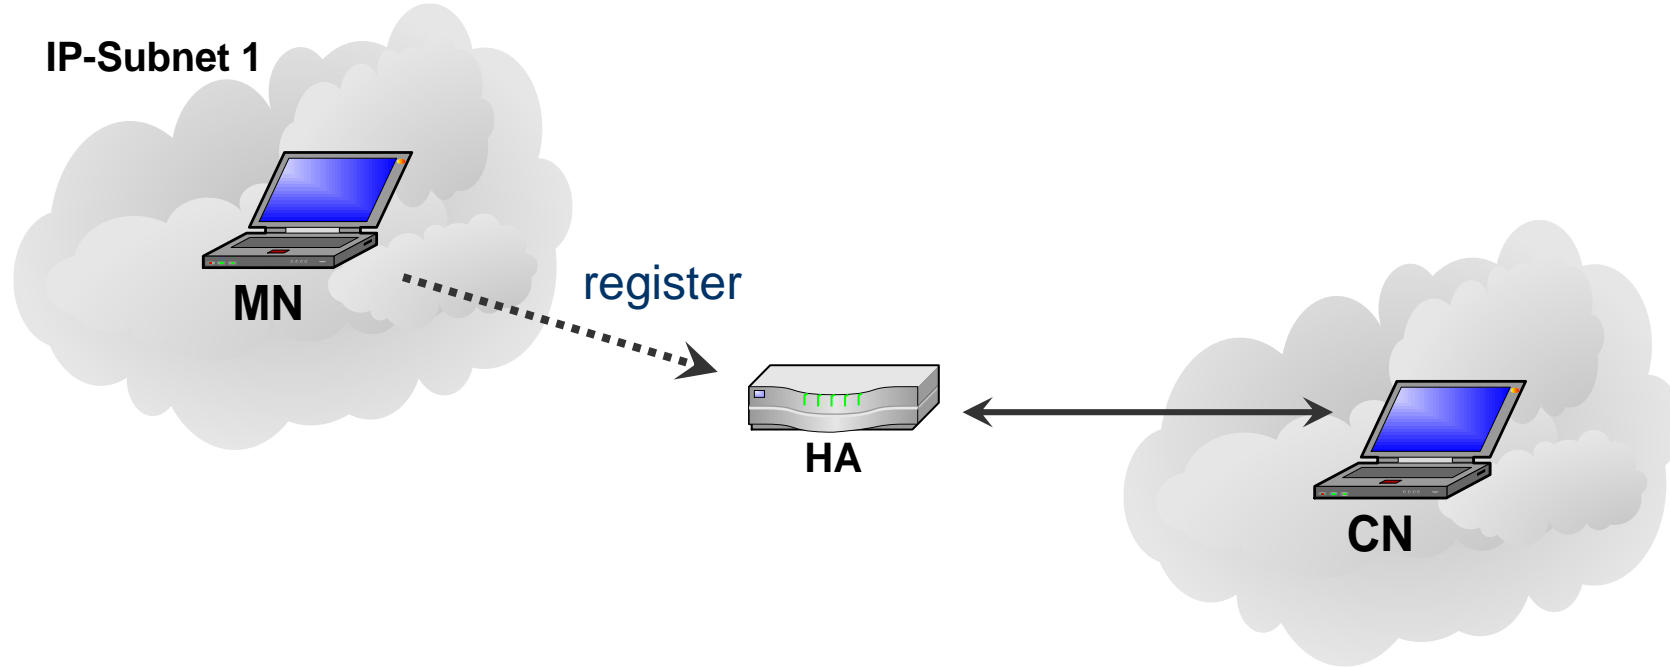 IP-Subnet 1
MN
register
HA
CN